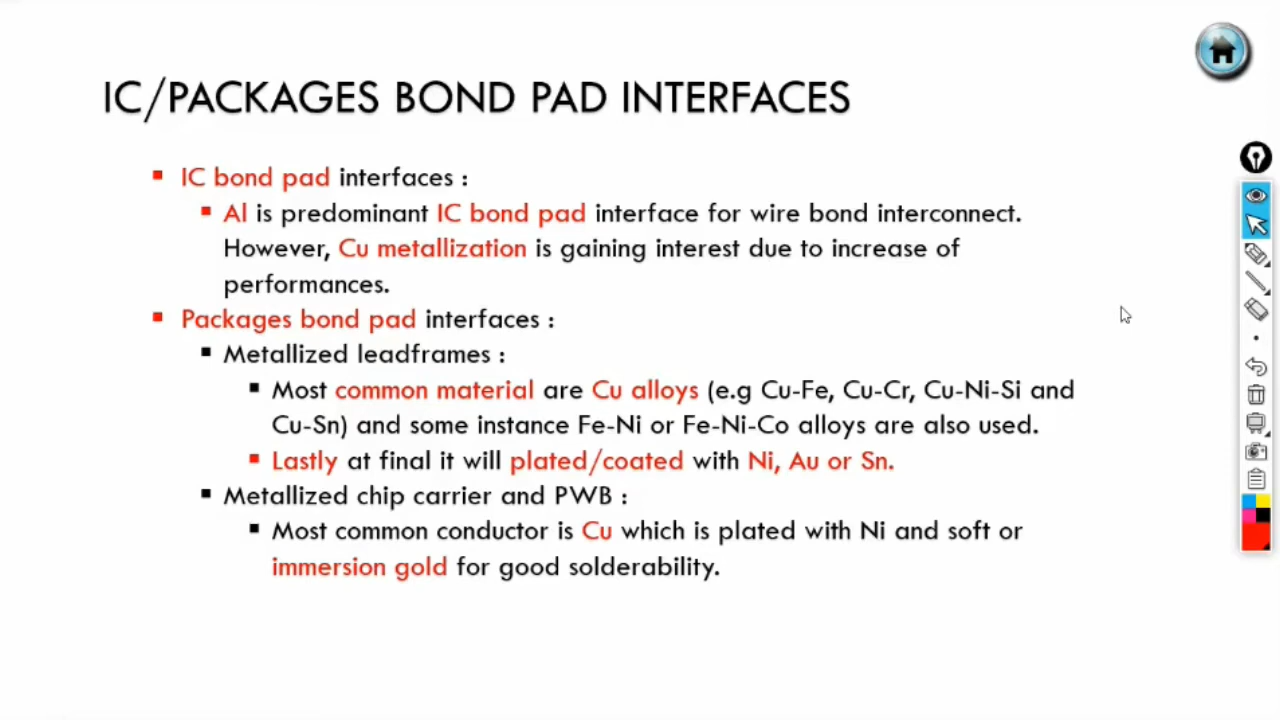 IC/PACKAGES BOND PAD INTERFACES
IC bond pad interfaces :
Al is predominant IC bond pad interface for wire bond interconnect.
However, Cu metallization is gaining interest due to increase of
performances.
Packages bond pad interfaces :
Metallized leadframes :
Most common material are Cu alloys (e.g Cu-Fe, Cu-Cr, Cu-Ni-Si and
Cu-Sn) and some instance Fe-Ni or Fe-Ni-Co alloys are also used.
Lastly at final it will plated/coated with Ni, Au or Sn.
Metallized chip carrier and PWB :
Most common conductor is Cu which is plated with Ni and soft or
immersion gold for good solderability.